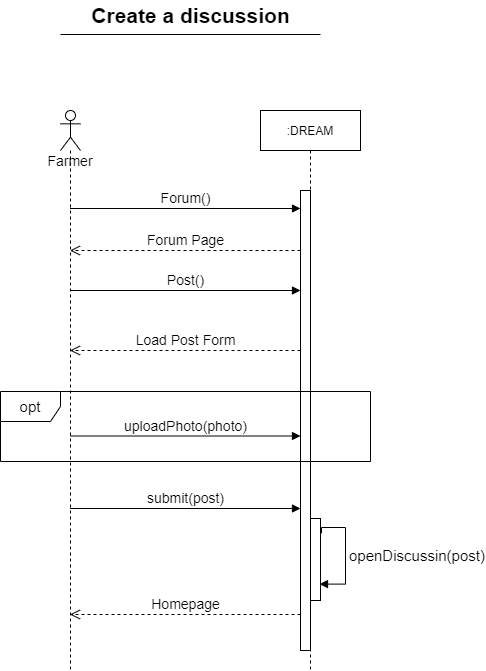 Create a discussion
:DREAM
Farmer
Forum()
Forum Page
Post()
Load Post Form
opt
uploadPhoto(photo)
submit(post)
openDiscussin(post)
Homepage